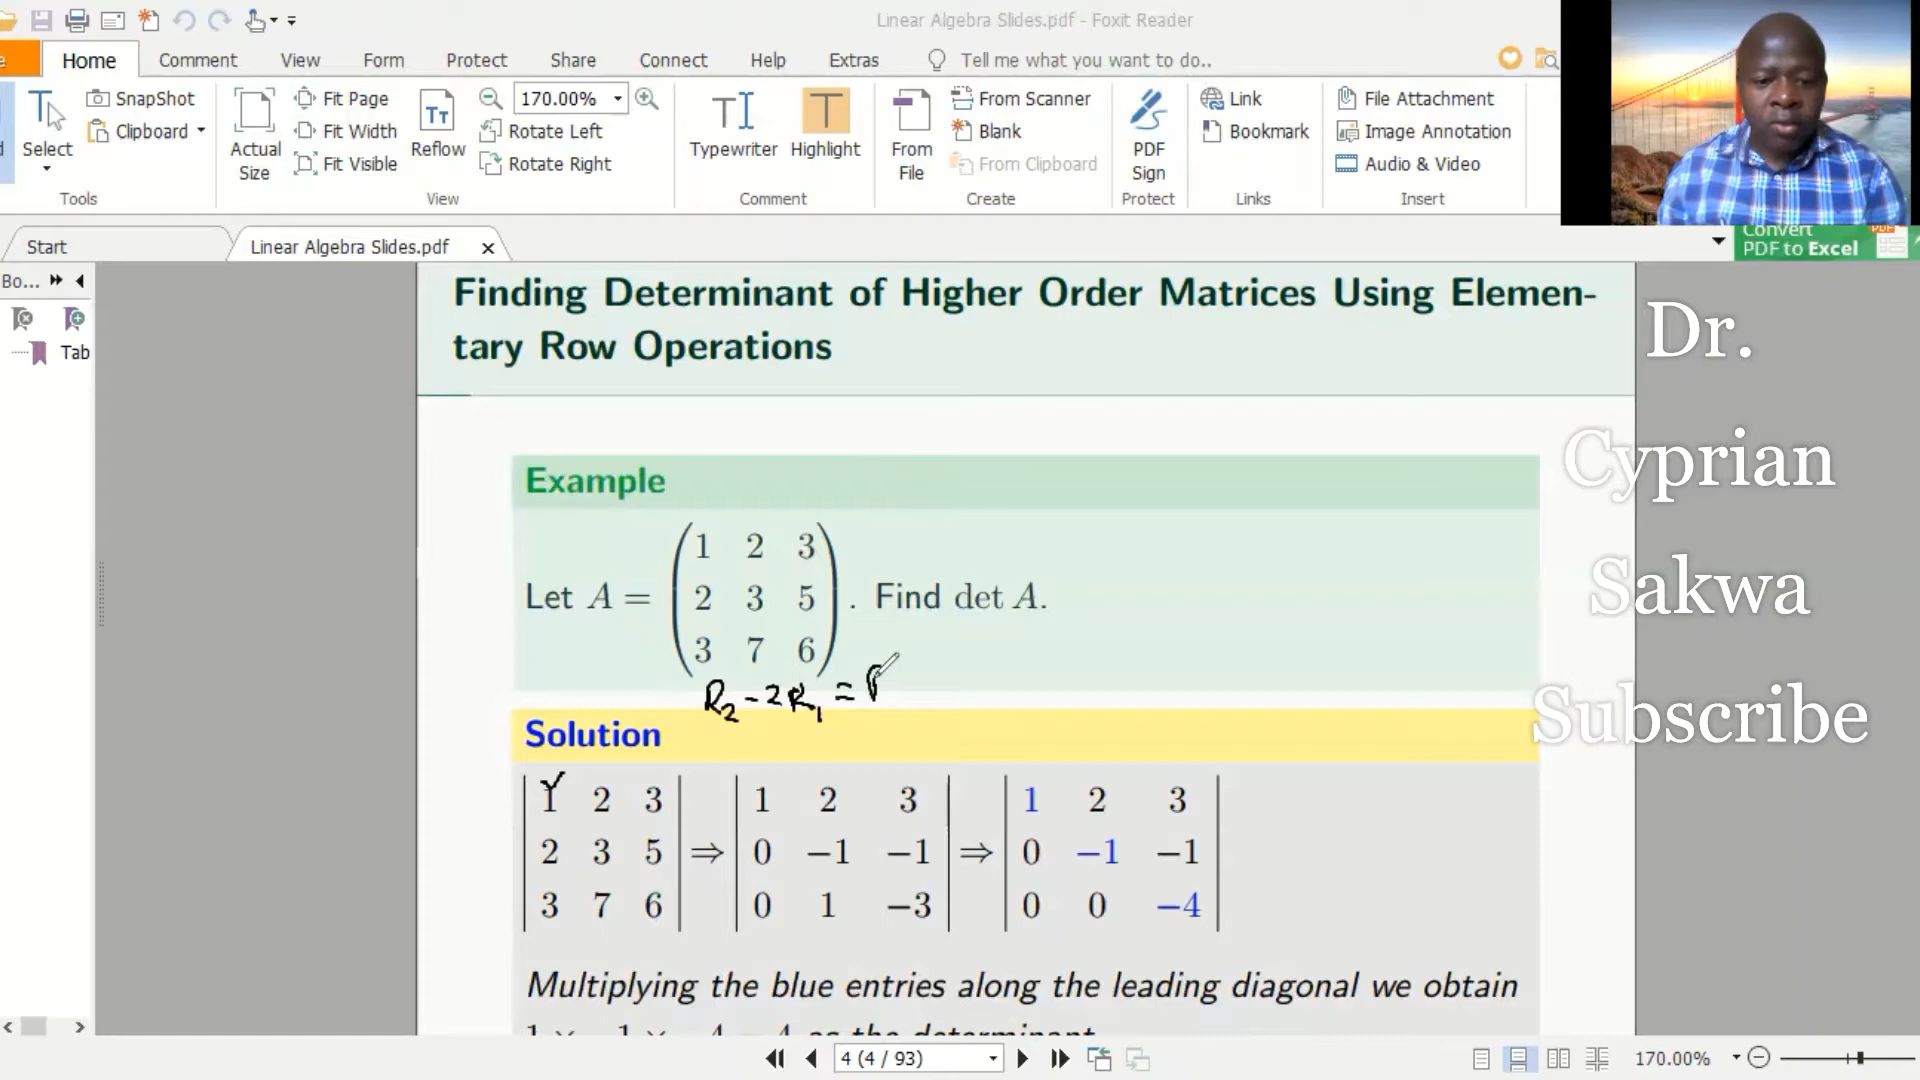 Linear Algebra Slides.pdf - Foxit Reader
Home Comment View Form Protect Share Connect Help Extras Tell me what you want to do..
SnapShot Fit Page 170.00% From Scanner Link File Attachment
Clipboard Fit Width Rotate Left Blank Bookmark Image Annotation
Select Actual Size Fit Visible Reflow Rotate Right Typewriter Highlight From File From Clipboard PDF Sign Audio & Video
Tools View Comment Create Protect Links Insert
Start Linear Algebra Slides.pdf
Convert
PDF to Excel
Bo...
Tab
Finding Determinant of Higher Order Matrices Using Elemen-
tary Row Operations
Example
1 2 3
Let A = 2 3 5 . Find det A.
3 7 6
R2 - 2R1 =
Solution
1 2 3 1 2 3 1 2 3
2 3 5 ⇒ 0 −1 −1 ⇒ 0 −1 −1
3 7 6 0 1 −3 0 0 −4
Multiplying the blue entries along the leading diagonal we obtain
as the determinant
Dr.
Cyprian
Sakwa
Subscribe
4 (4 / 93) 170.00%